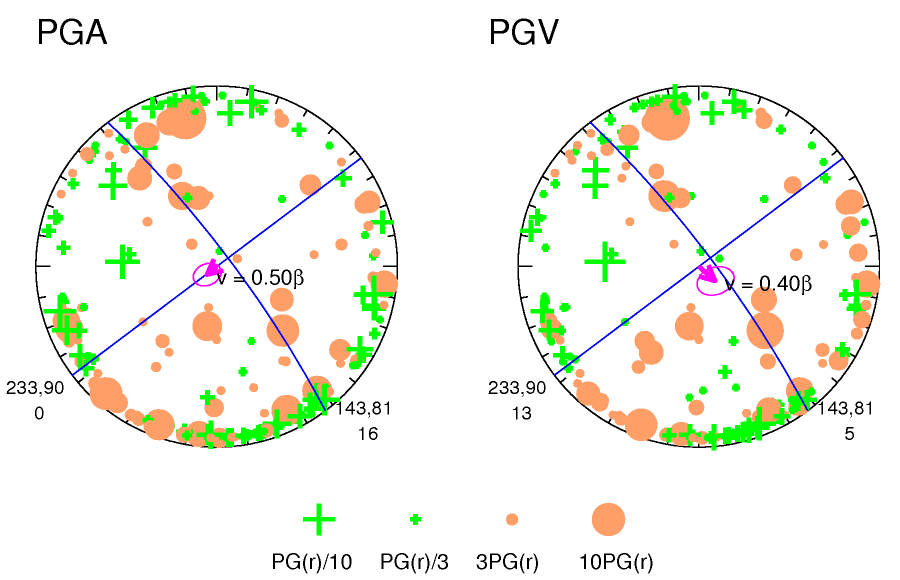 PGA
PGV
v = 0.50β
v = 0.40β
233,90
0
143,81
16
233,90
13
143,81
5
PG(r)/10
PG(r)/3
3PG(r)
10PG(r)